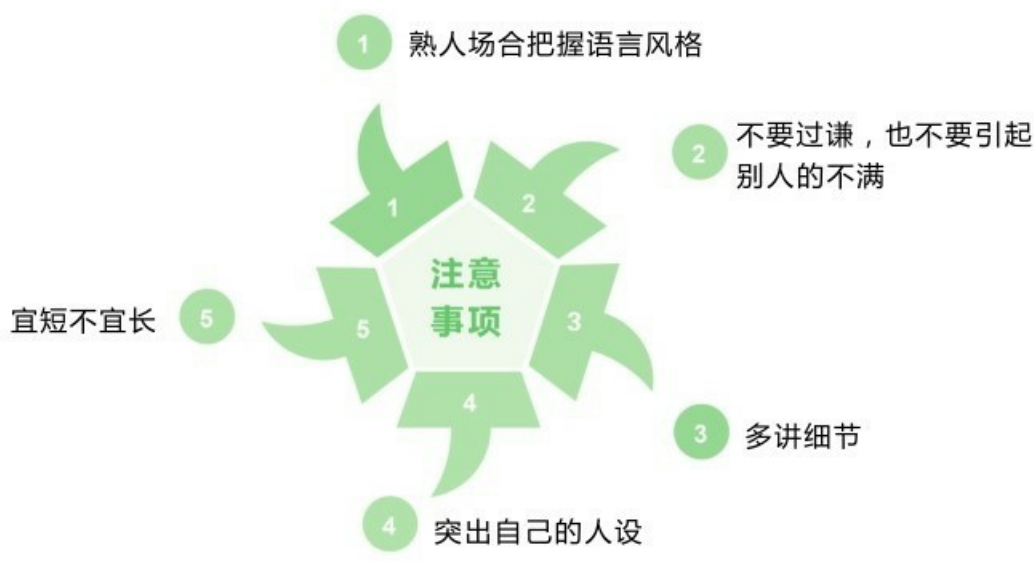 1 熟人场合把握语言风格
2 不要过谦，也不要引起
别人的不满
1
2
注意
事项
3
4
5
宜短不宜长 5
3 多讲细节
4 突出自己的人设